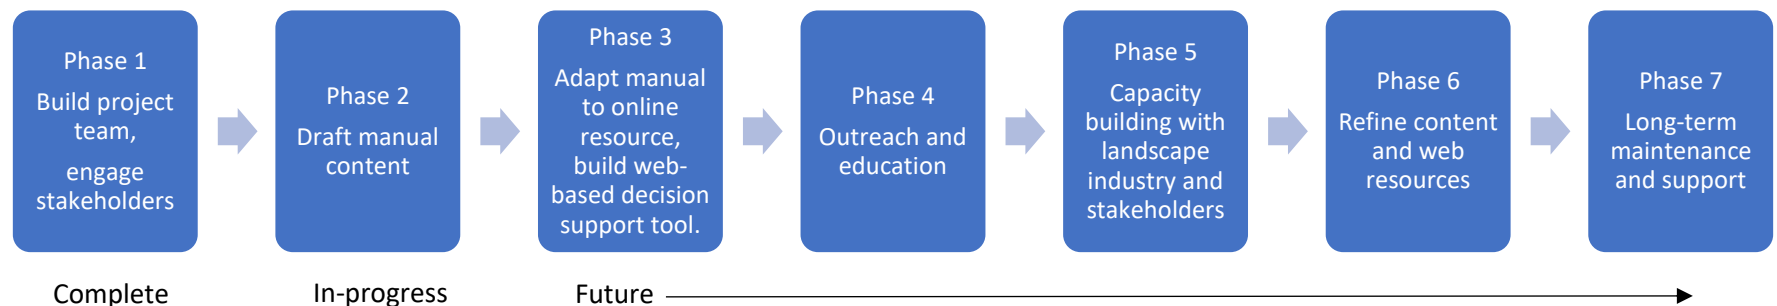 Phase 1
Build project
team,
engage
stakeholders
Phase 2
Draft manual
content
Phase 3
Adapt manual
to online
resource,
build web-
based decision
support tool.
Phase 4
Outreach and
education
Phase 5
Capacity
building with
landscape
industry and
stakeholders
Phase 6
Refine content
and web
resources
Phase 7
Long-term
maintenance
and support
Complete
In-progress
Future